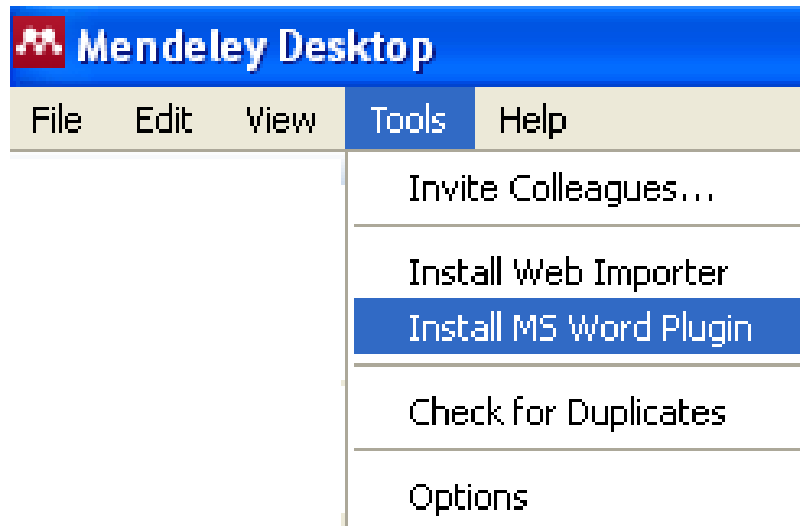 Mendeley Desktop
File Edit View Tools Help
Invite Colleagues...
Install Web Importer
Install MS Word Plugin
Check for Duplicates
Options